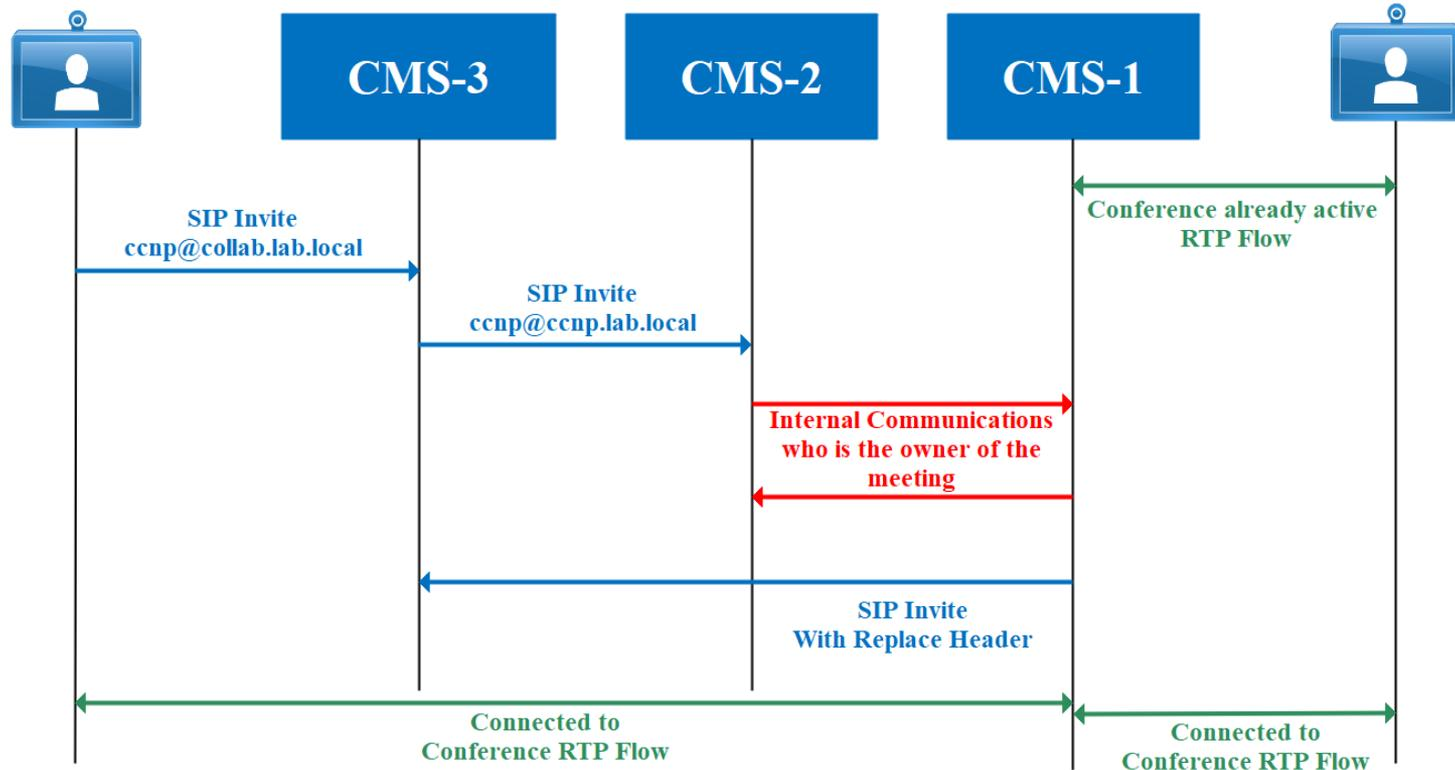 CMS-3
CMS-2
CMS-1
Conference already active
RTP Flow
SIP Invite
ccnp@collab.lab.local
SIP Invite
ccnp@ccnp.lab.local
Internal Communications
who is the owner of the
meeting
SIP Invite
With Replace Header
Connected to
Conference RTP Flow
Connected to
Conference RTP Flow